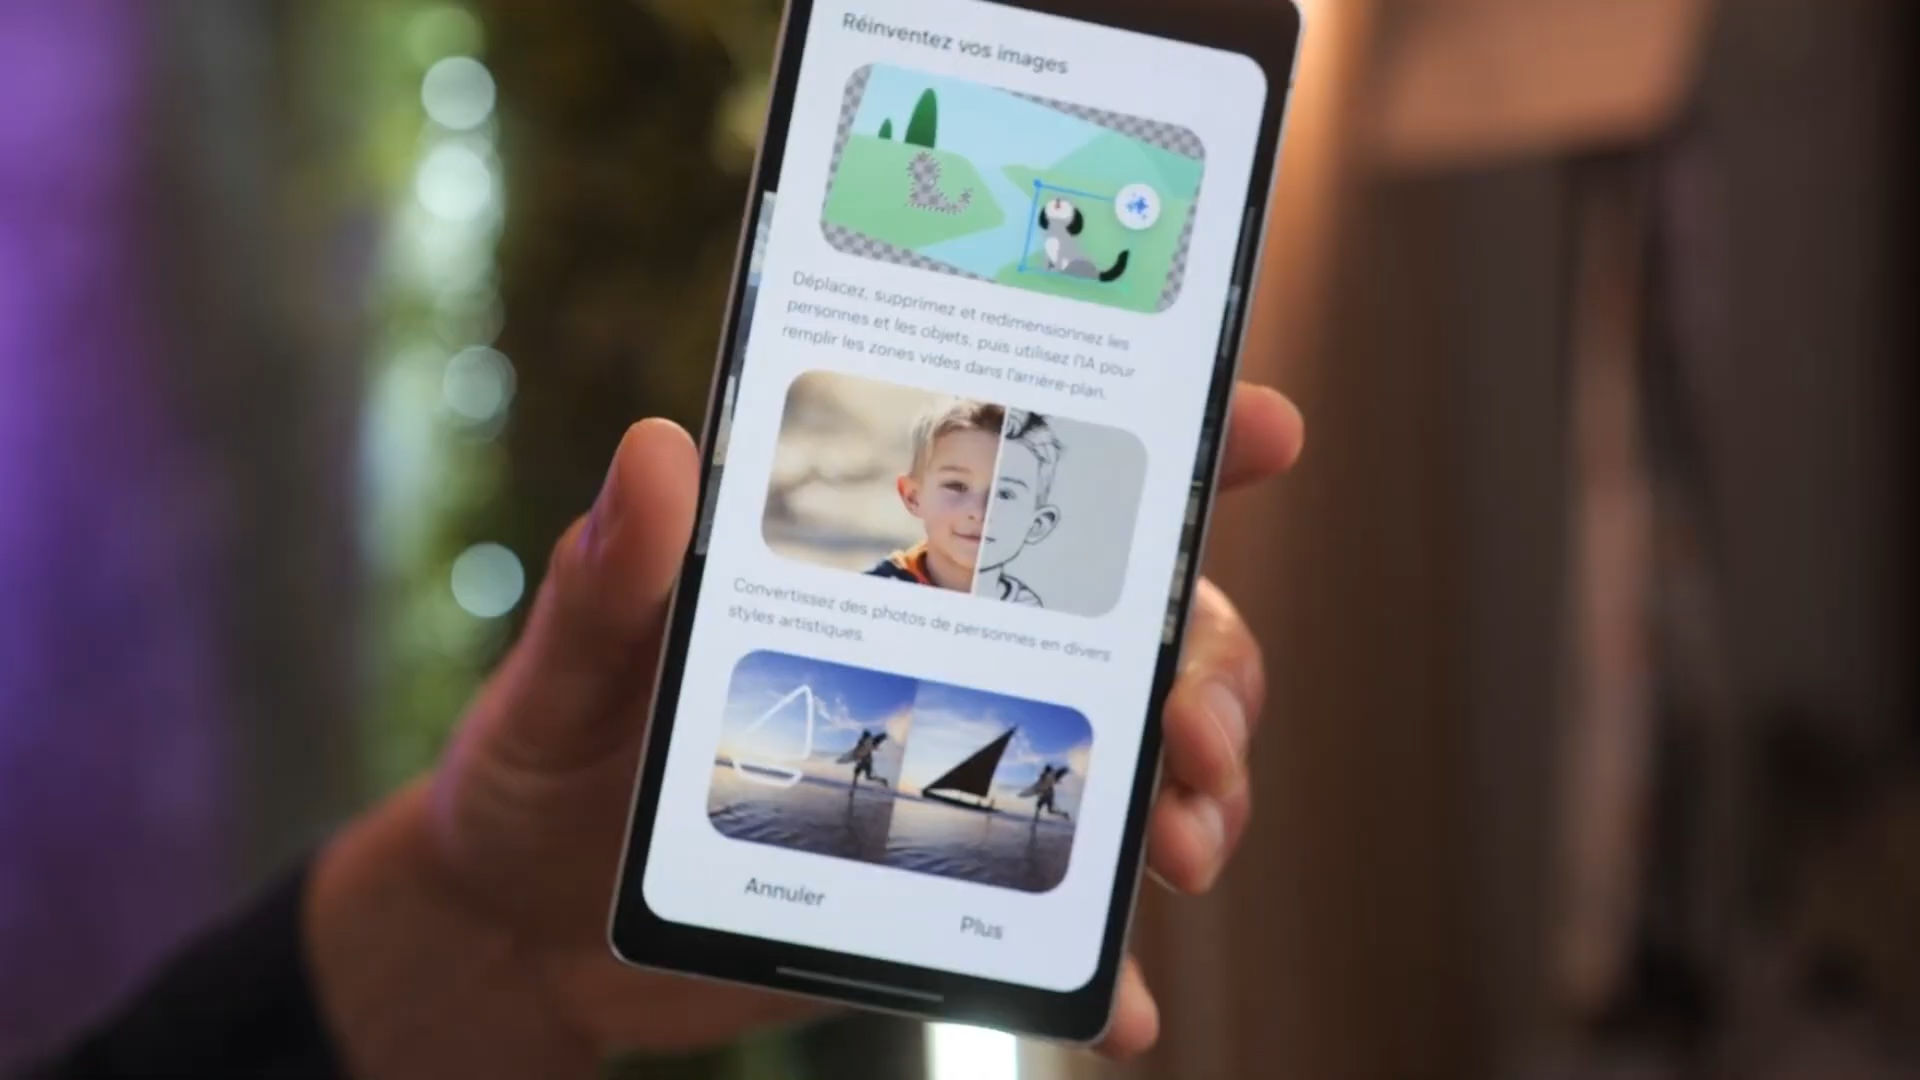 Réinventez vos images
Déplacez, supprimez et redimensionnez les
personnes et les objets, puis utilisez l'IA pour
remplir les zones vides dans l'arrière-plan.
Convertissez des photos de personnes en divers
styles artistiques.
Annuler
Plus